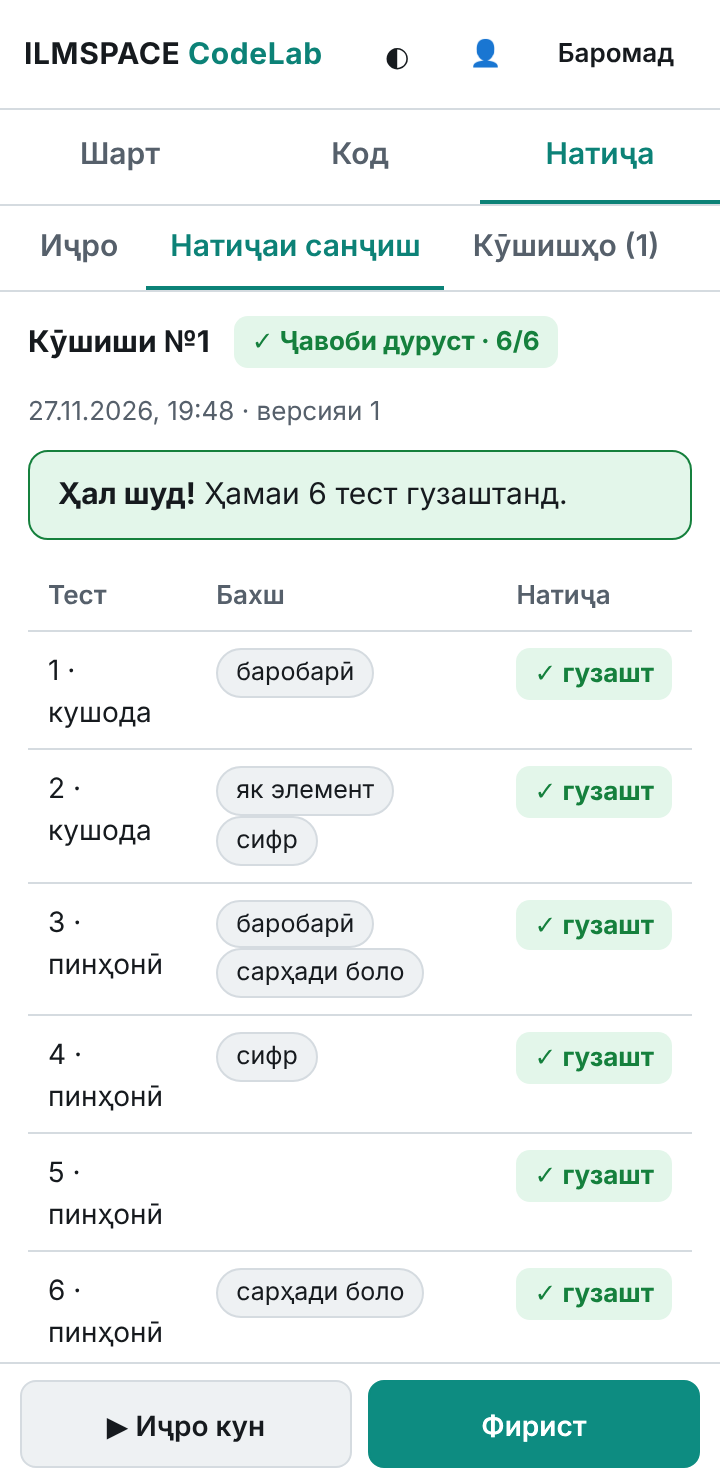 ILMSPACE CodeLab Баромад
Шарт Код Натиҷа
Иҷро Натиҷаи санҷиш Кӯшишҳо (1)
Кӯшиши №1 ✓ Ҷавоби дуруст · 6/6
27.11.2026, 19:48 · версияи 1
Ҳал шуд! Ҳамаи 6 тест гузаштанд.
Тест Бахш Натиҷа
1 · кушода баробарӣ ✓ гузашт
2 · кушода як элемент сифр ✓ гузашт
3 · пинҳонӣ баробарӣ сарҳади боло ✓ гузашт
4 · пинҳонӣ сифр ✓ гузашт
5 · пинҳонӣ ✓ гузашт
6 · пинҳонӣ сарҳади боло ✓ гузашт
▶ Иҷро кун Фирист